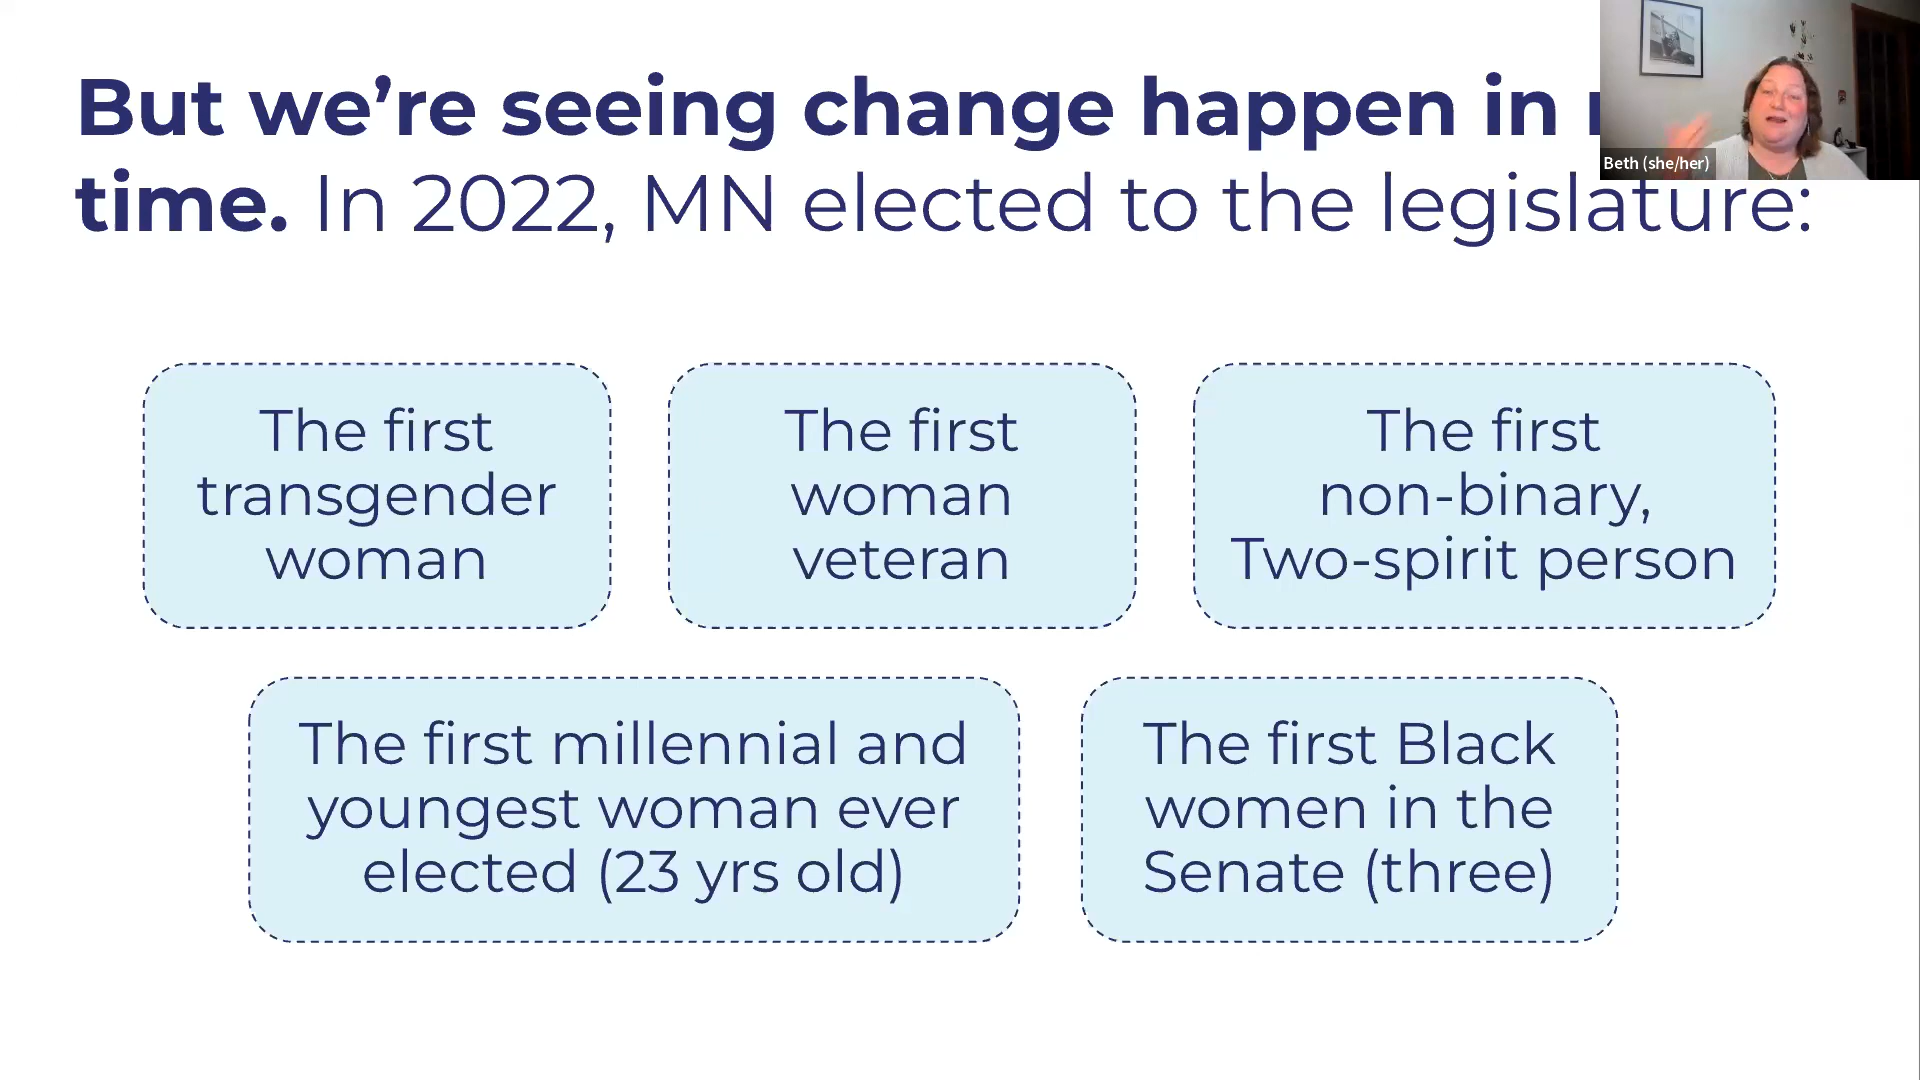 But we’re seeing change happen in
time. In 2022, MN elected to the legislature:
Beth (she/her)
The first
transgender
woman
The first
woman
veteran
The first
non-binary,
Two-spirit person
The first millennial and
youngest woman ever
elected (23 yrs old)
The first Black
women in the
Senate (three)